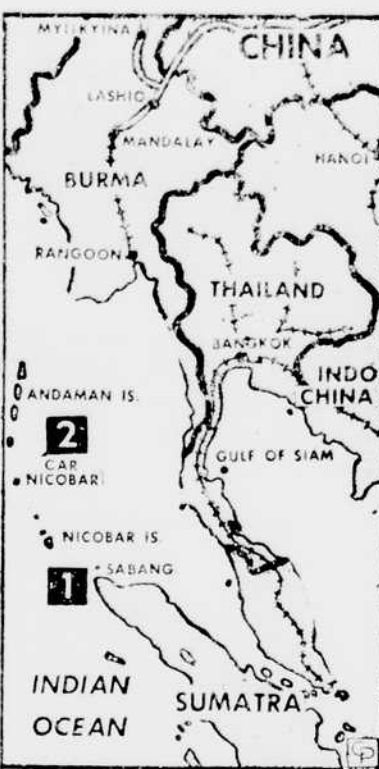 MYITKYINA
CHINA
LASHIO
MANDALAY
HANOI
BURMA
RANGOON
THAILAND
BANGKOK
INDO
CHINA
ANDAMAN IS.
2
CAR
NICOBAR
GULF OF SIAM
NICOBAR IS.
1
SABANG
INDIAN
OCEAN
SUMATRA
CP